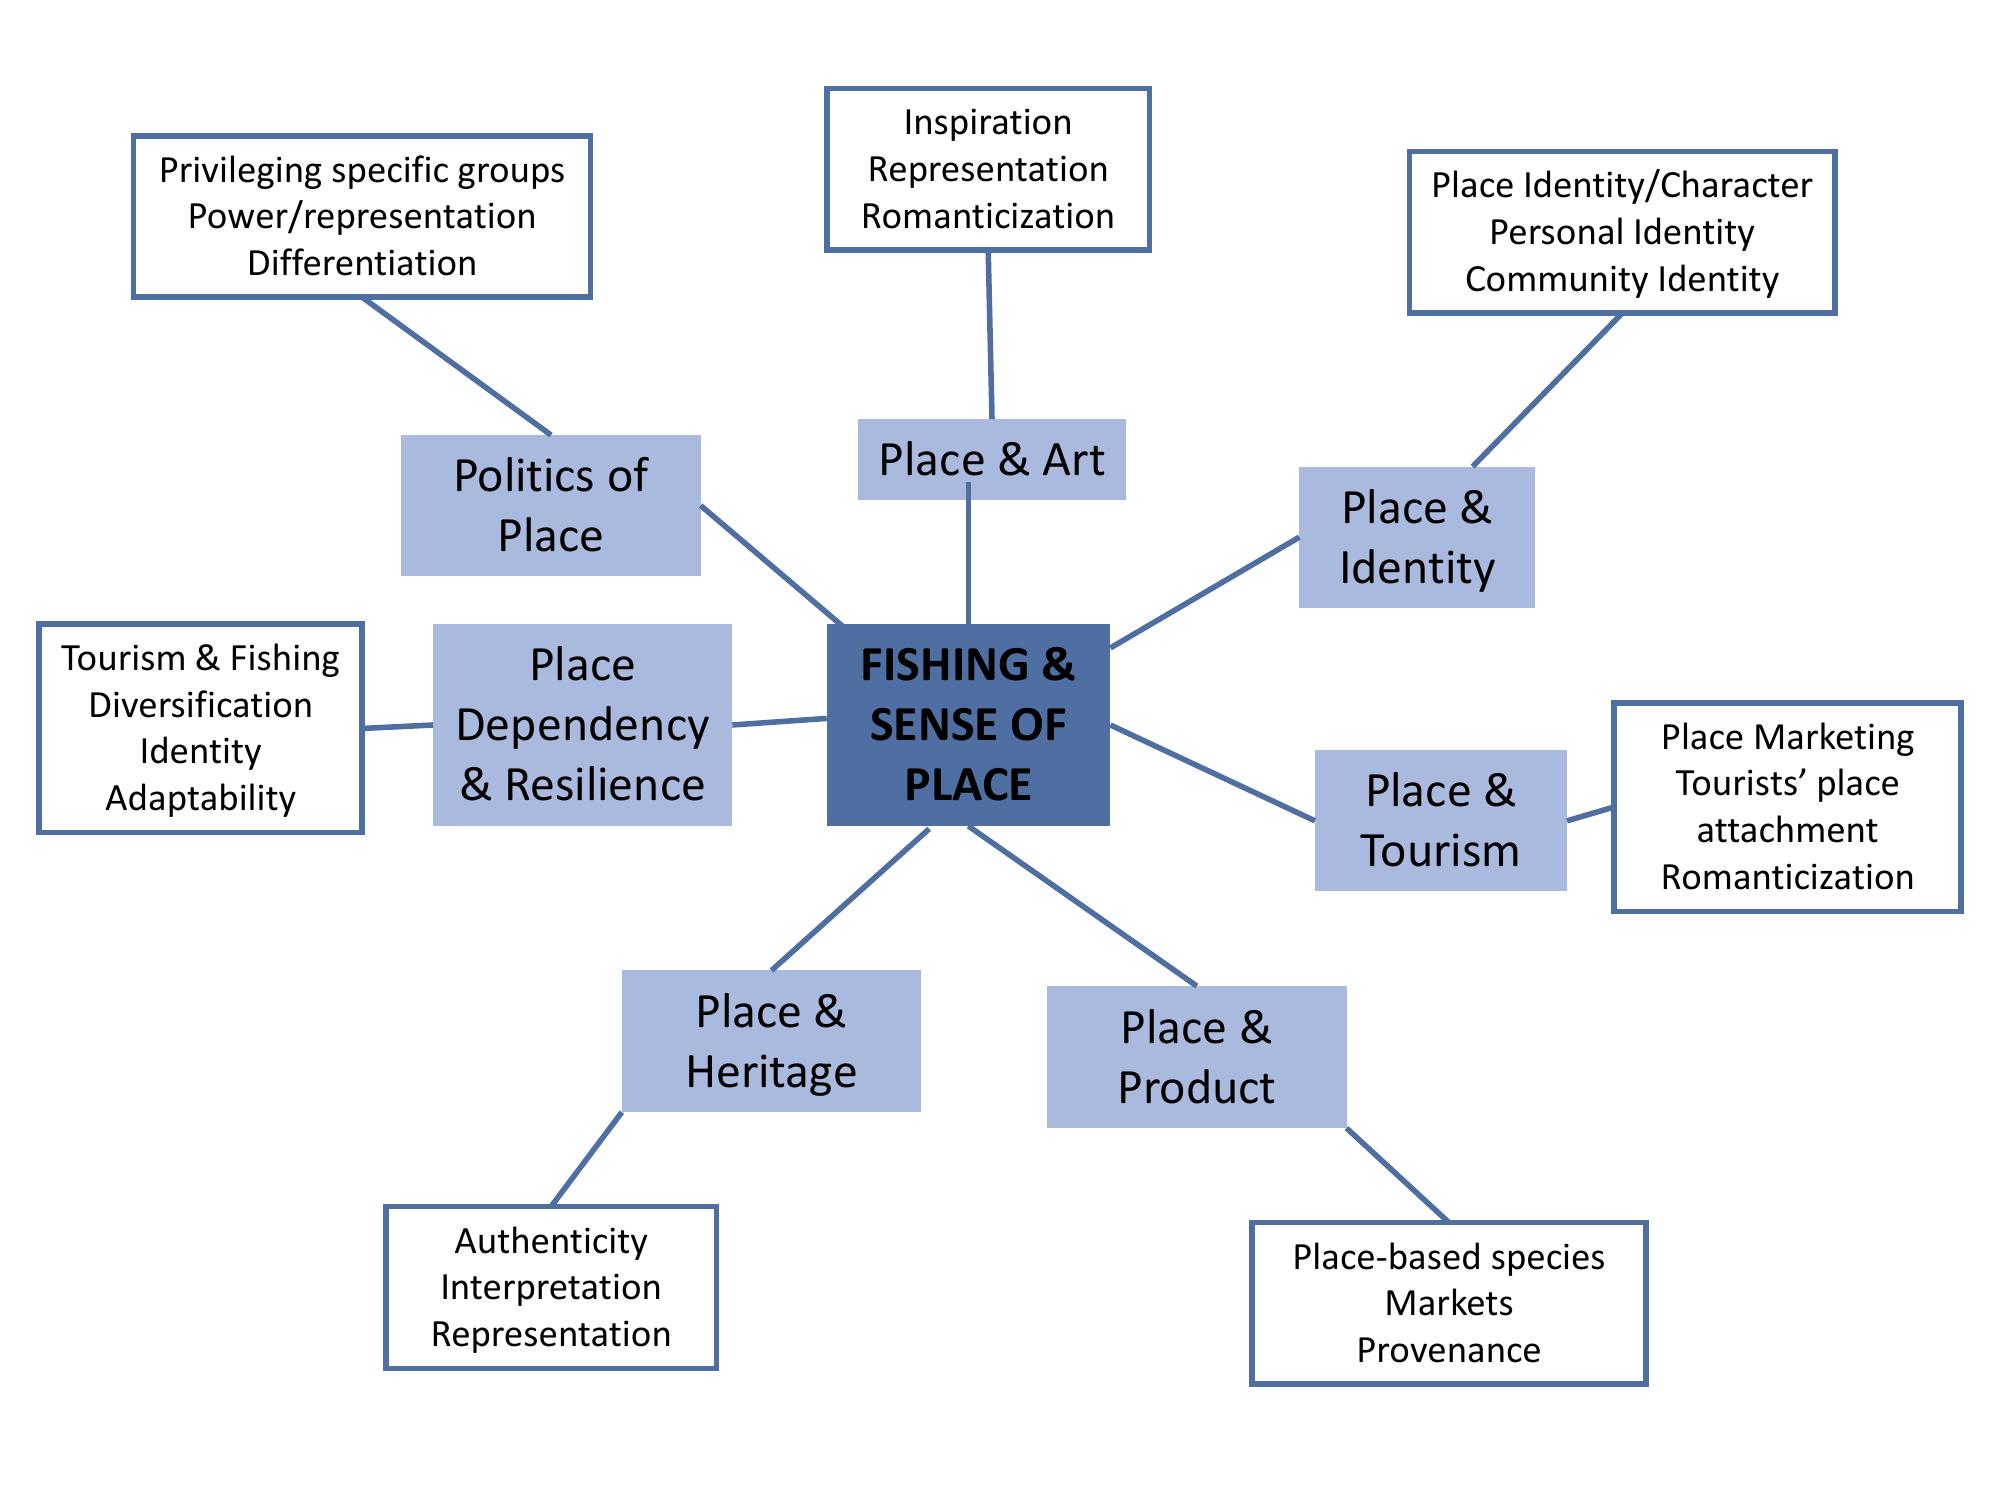 Inspiration
Representation
Romanticization
Privileging specific groups
Power/representation
Differentiation
Place Identity/Character
Personal Identity
Community Identity
Place & Art
Politics of
Place
Place &
Identity
Tourism & Fishing
Diversification
Identity
Adaptability
Place
Dependency
& Resilience
FISHING &
SENSE OF
PLACE
Place &
Tourism
Place Marketing
Tourists’ place
attachment
Romanticization
Place &
Heritage
Place &
Product
Authenticity
Interpretation
Representation
Place-based species
Markets
Provenance